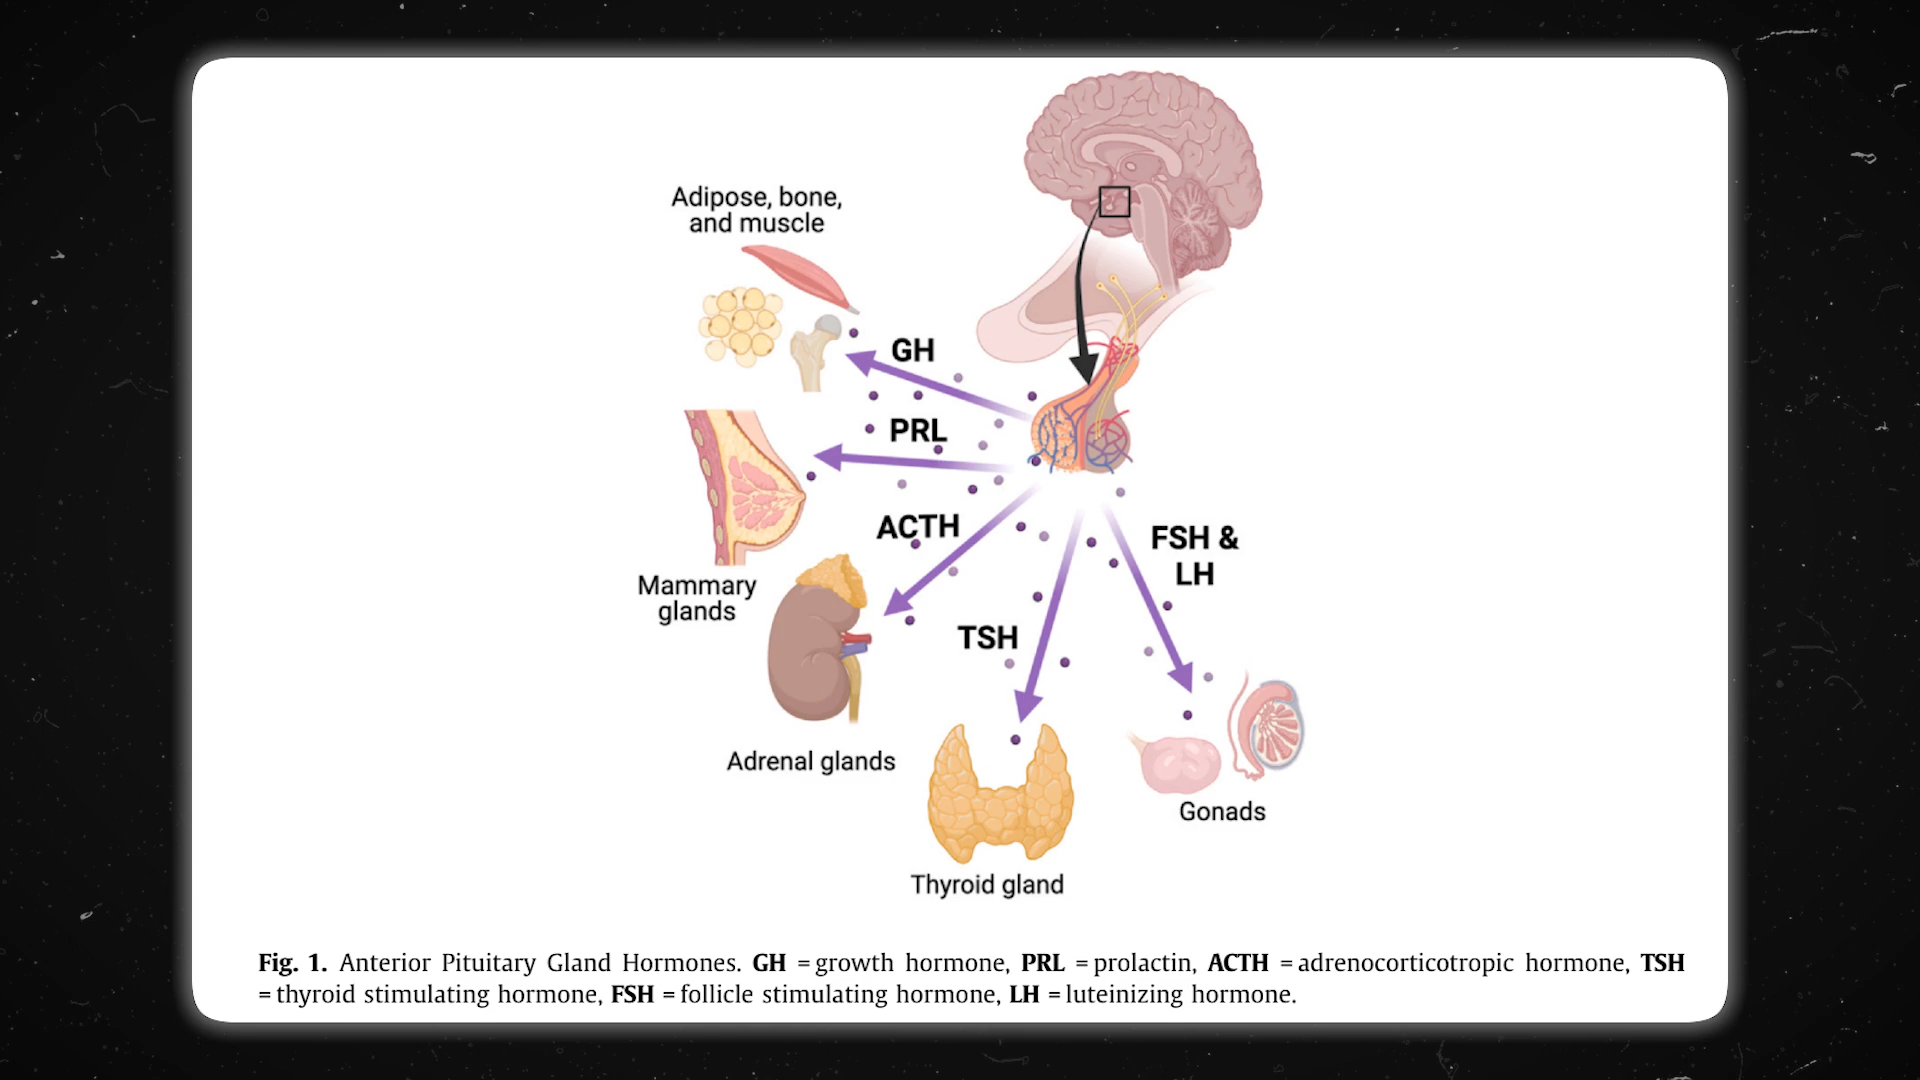 Adipose, bone,
and muscle
GH
PRL
ACTH
Mammary
glands
FSH &
LH
TSH
Adrenal glands
Gonads
Thyroid gland
Fig. 1. Anterior Pituitary Gland Hormones. GH = growth hormone, PRL = prolactin, ACTH = adrenocorticotropic hormone, TSH
= thyroid stimulating hormone, FSH = follicle stimulating hormone, LH = luteinizing hormone.